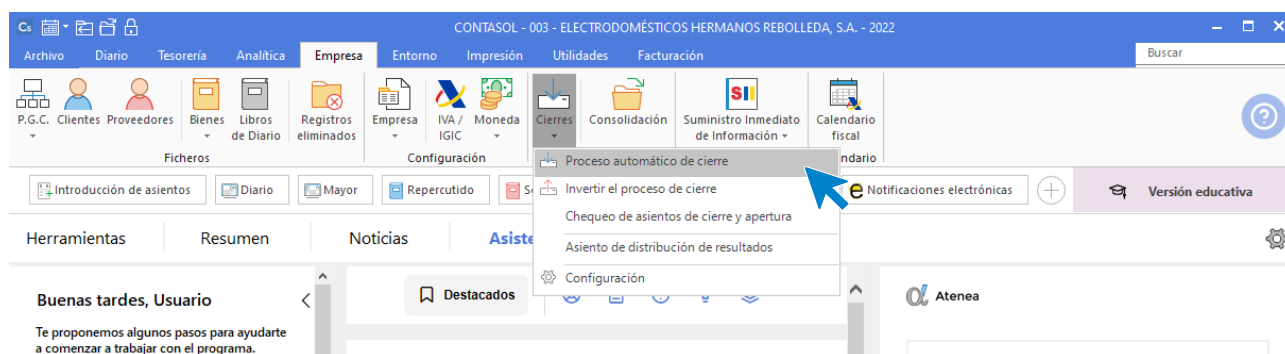 Cs CONTASOL - 003 - ELECTRODOMÉSTICOS HERMANOS REBOLLEDA, S.A. - 2022
Archivo Diario Tesorería Analítica Empresa Entorno Impresión Utilidades Facturación Buscar
P.G.C. Clientes Proveedores Bienes Libros de Diario Registros eliminados Empresa IVA / IGIC Moneda Cierres Consolidación SII Suministro Inmediato de Información Calendario fiscal ?
Ficheros Configuración ndario
Proceso automático de cierre
Invertir el proceso de cierre
Chequeo de asientos de cierre y apertura
Asiento de distribución de resultados
Configuración
Introducción de asientos Diario Mayor Repercutido e Notificaciones electrónicas Versión educativa
Herramientas Resumen Noticias Asiste
Buenas tardes, Usuario Destacados Atenea
Te proponemos algunos pasos para ayudarte
a comenzar a trabajar con el programa.